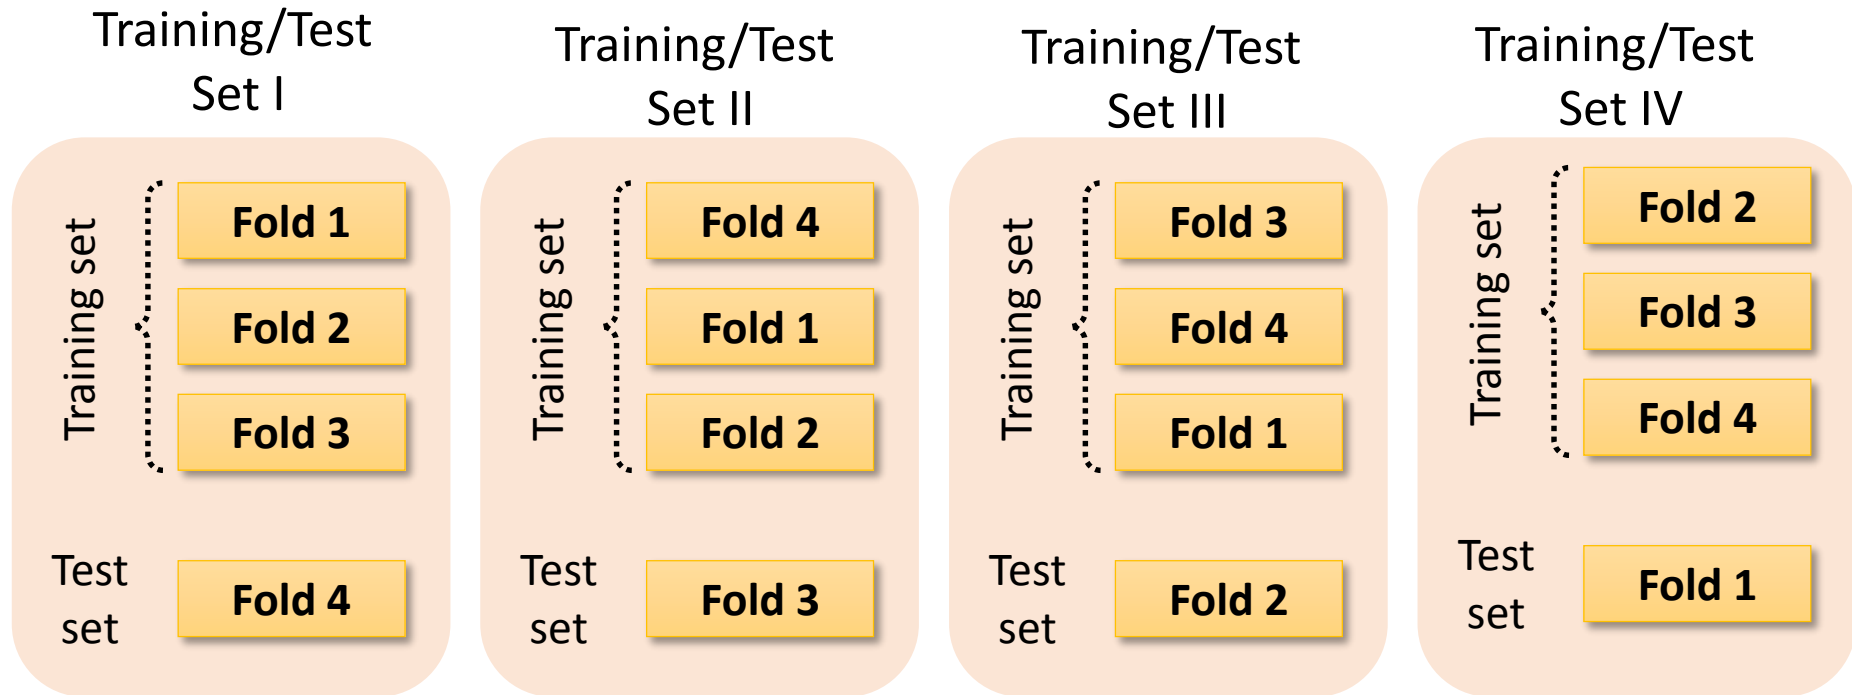 Training/Test
Set I
Training set
Fold 1
Fold 2
Fold 3
Test
set
Fold 4
Training/Test
Set II
Training set
Fold 4
Fold 1
Fold 2
Test
set
Fold 3
Training/Test
Set III
Training set
Fold 3
Fold 4
Fold 1
Test
set
Fold 2
Training/Test
Set IV
Training set
Fold 2
Fold 3
Fold 4
Test
set
Fold 1